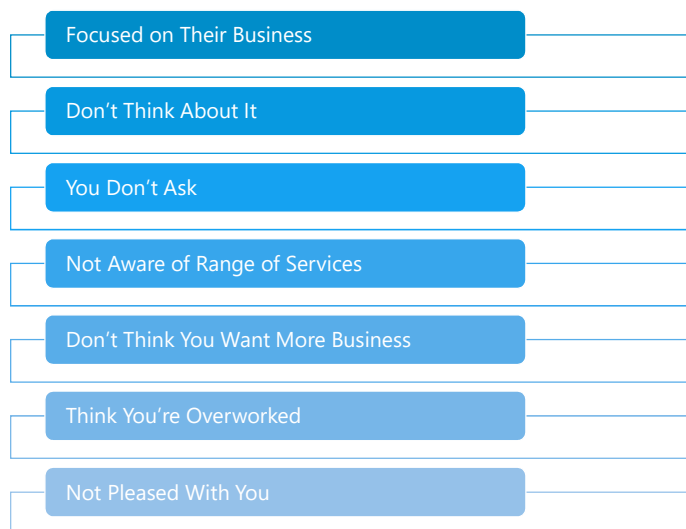 Focused on Their Business
Don’t Think About It
You Don’t Ask
Not Aware of Range of Services
Don’t Think You Want More Business
Think You’re Overworked
Not Pleased With You